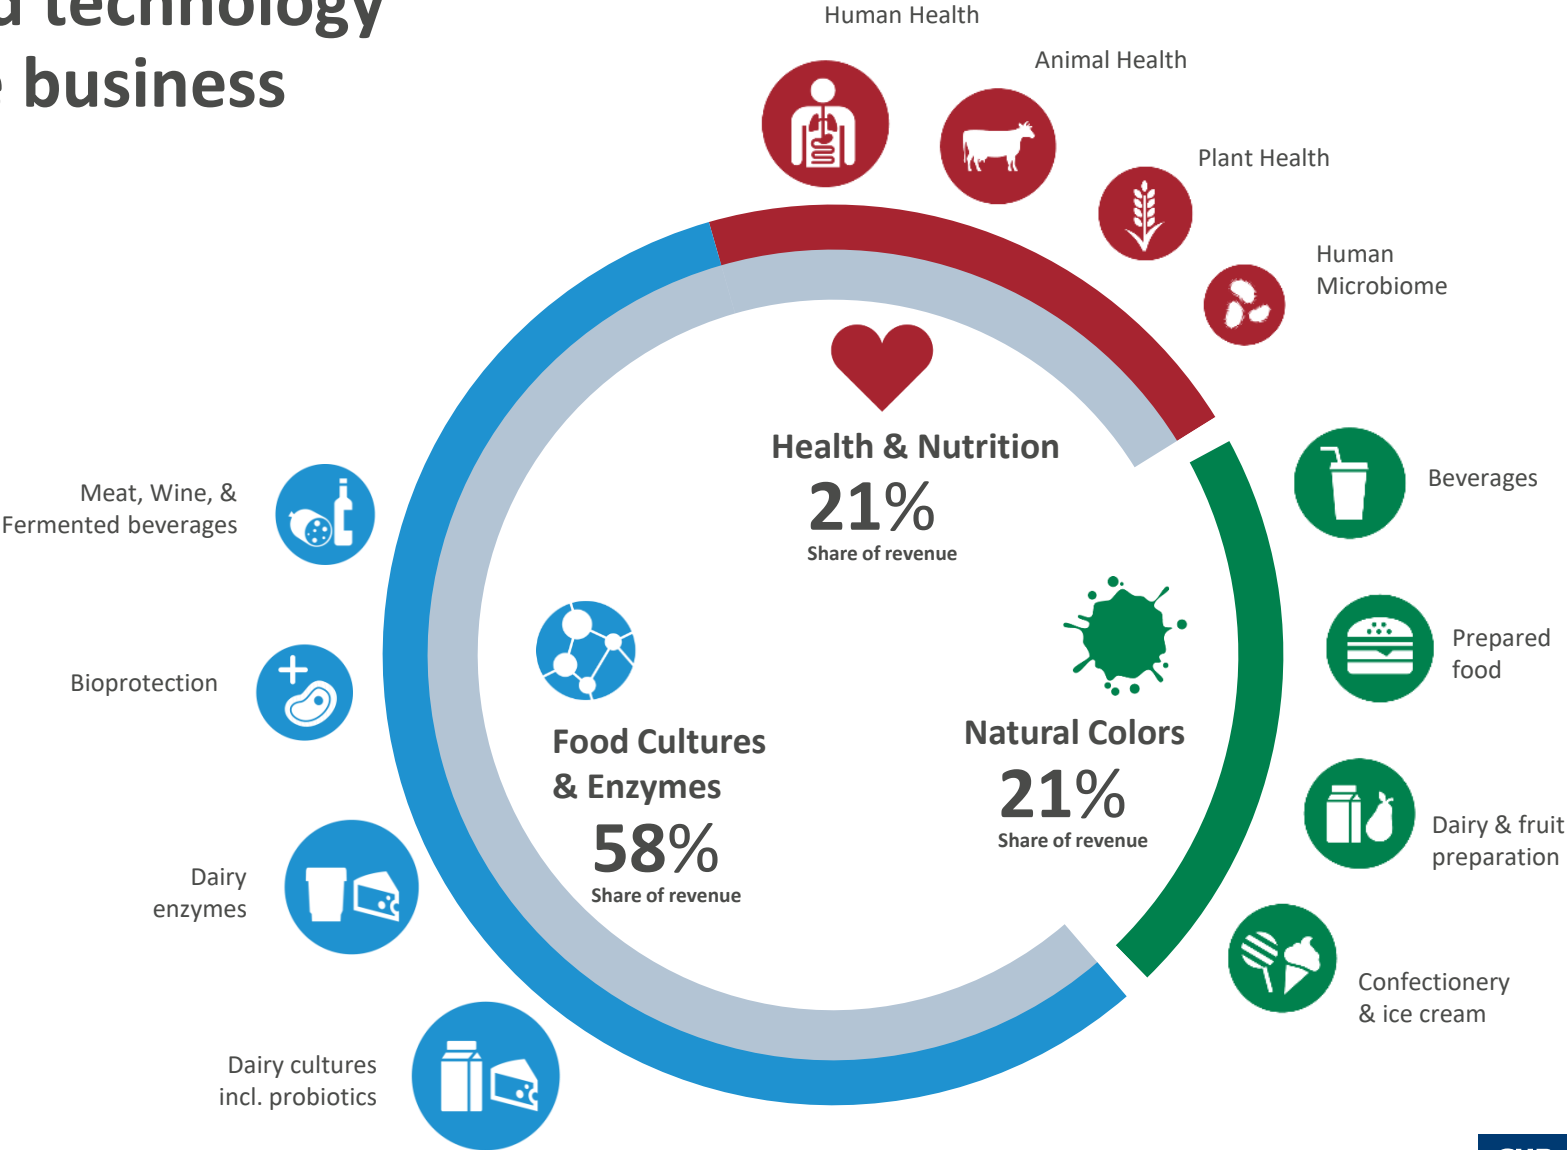 technology
business
Human Health
Animal Health
Plant Health
Human
Microbiome
Health & Nutrition
21%
Share of revenue
Beverages
Meat, Wine, &
Fermented beverages
Prepared
food
Bioprotection
Food Cultures
& Enzymes
58%
Share of revenue
Natural Colors
21%
Share of revenue
Dairy & fruit
preparation
Dairy
enzymes
Confectionery
& ice cream
Dairy cultures
incl. probiotics